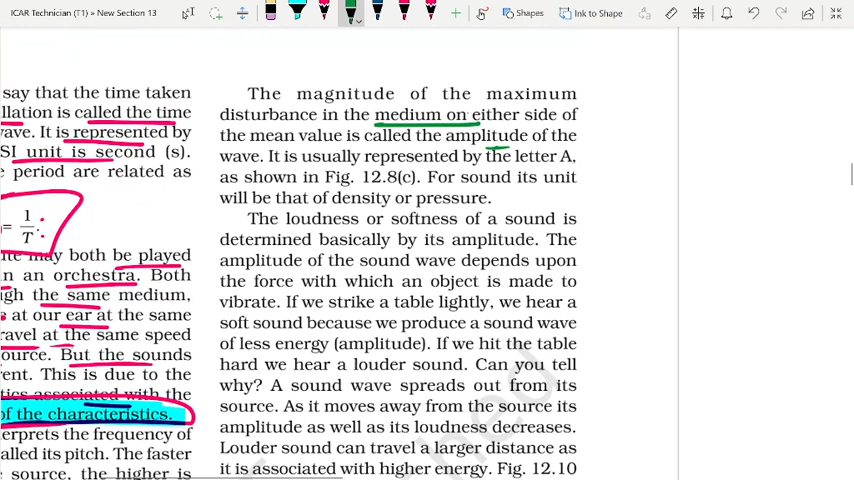 ICAR Technician (T1) » New Section 13
Shapes
Ink to Shape
say that the time taken
llation is called the time
wave. It is represented by
SI unit is second (s).
e period are related as
= 1/T.
ute may both be played
n an orchestra. Both
ugh the same medium,
at our ear at the same
ravel at the same speed
ource. But the sounds
rent. This is due to the
tics associated with the
of the characteristics.
terprets the frequency of
alled its pitch. The faster
source, the higher is
The magnitude of the maximum
disturbance in the medium on either side of
the mean value is called the amplitude of the
wave. It is usually represented by the letter A,
as shown in Fig. 12.8(c). For sound its unit
will be that of density or pressure.
The loudness or softness of a sound is
determined basically by its amplitude. The
amplitude of the sound wave depends upon
the force with which an object is made to
vibrate. If we strike a table lightly, we hear a
soft sound because we produce a sound wave
of less energy (amplitude). If we hit the table
hard we hear a louder sound. Can you tell
why? A sound wave spreads out from its
source. As it moves away from the source its
amplitude as well as its loudness decreases.
Louder sound can travel a larger distance as
it is associated with higher energy. Fig. 12.10